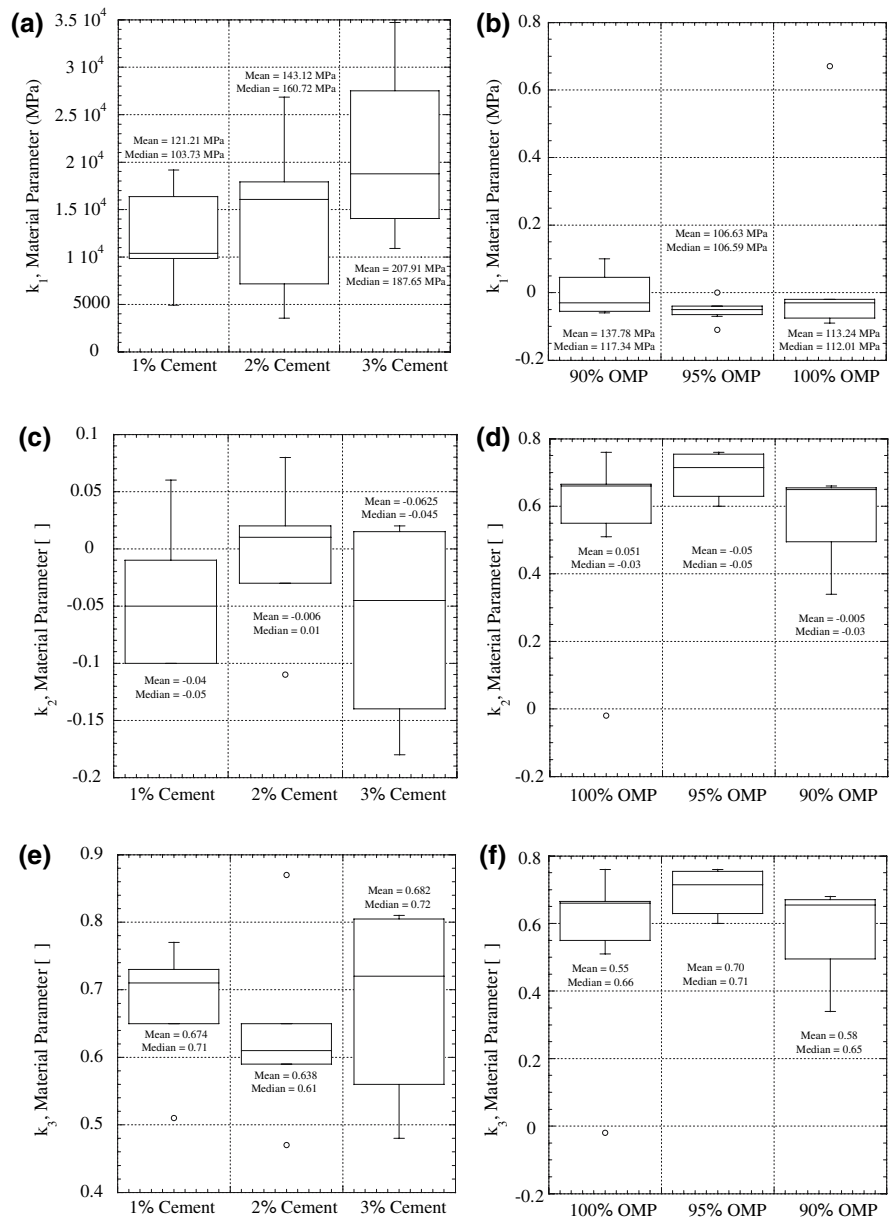 (a)
k1, Material Parameter (MPa)
3.5 10^4
3 10^4
2.5 10^4
2 10^4
1.5 10^4
1 10^4
5000
0
Mean = 121.21 MPa
Median = 103.73 MPa
Mean = 143.12 MPa
Median = 160.72 MPa
Mean = 207.91 MPa
Median = 187.65 MPa
1% Cement 2% Cement 3% Cement
(b)
k1, Material Parameter (MPa)
0.8
0.6
0.4
0.2
0
-0.2
Mean = 137.78 MPa
Median = 117.34 MPa
Mean = 106.63 MPa
Median = 106.59 MPa
Mean = 113.24 MPa
Median = 112.01 MPa
90% OMP 95% OMP 100% OMP
(c)
k2, Material Parameter [ ]
0.1
0.05
0
-0.05
-0.1
-0.15
-0.2
Mean = -0.04
Median = -0.05
Mean = -0.006
Median = 0.01
Mean = -0.0625
Median = -0.045
1% Cement 2% Cement 3% Cement
(d)
k2, Material Parameter [ ]
0.8
0.6
0.4
0.2
0
-0.2
Mean = 0.051
Median = -0.03
Mean = -0.05
Median = -0.05
Mean = -0.005
Median = -0.03
100% OMP 95% OMP 90% OMP
(e)
k3, Material Parameter [ ]
0.9
0.8
0.7
0.6
0.5
0.4
Mean = 0.674
Median = 0.71
Mean = 0.638
Median = 0.61
Mean = 0.682
Median = 0.72
1% Cement 2% Cement 3% Cement
(f)
k3, Material Parameter [ ]
0.8
0.6
0.4
0.2
0
-0.2
Mean = 0.55
Median = 0.66
Mean = 0.70
Median = 0.71
Mean = 0.58
Median = 0.65
100% OMP 95% OMP 90% OMP